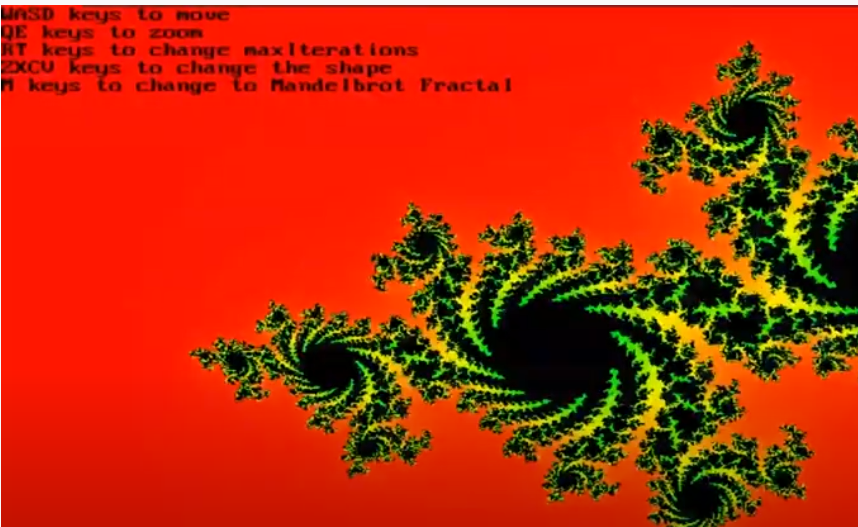 WASD keys to move
QE keys to zoom
RT keys to change maxIterations
ZXCV keys to change the shape
M keys to change to Mandelbrot Fractal